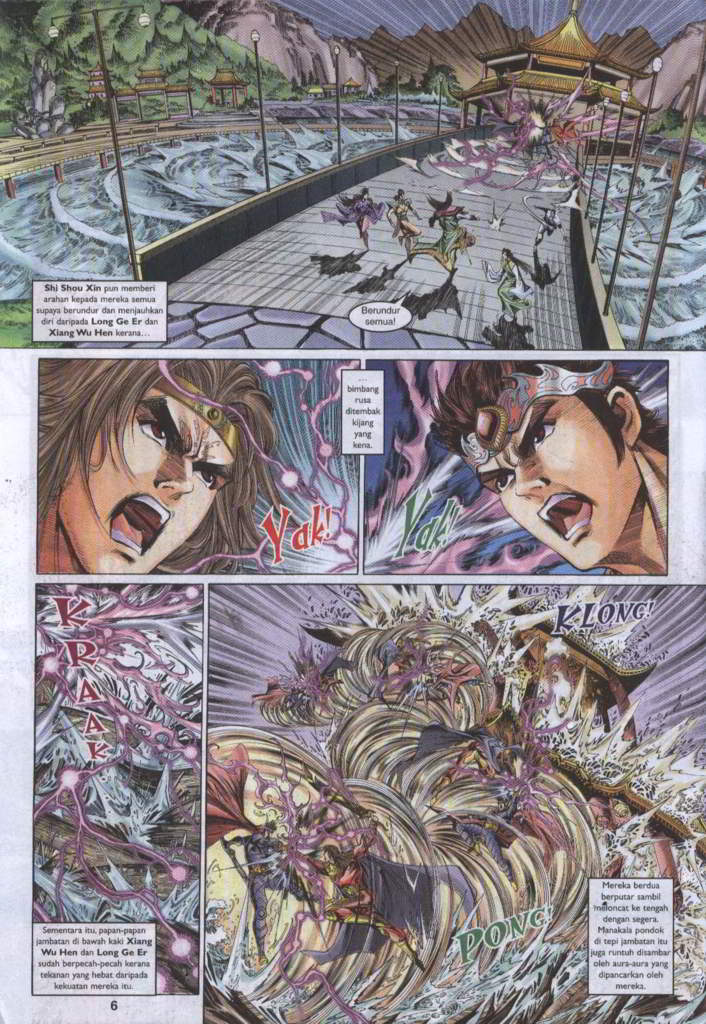 Shi Shou Xin pun memberi
arahan kepada mereka semua
supaya berundur dan menjauhkan
diri daripada Long Ge Er dan
Xiang Wu Hen kerana...
Berundur
semua!
...
bimbang
rusa
ditembak
kijang
yang
kena.
Yak!
Yak!
KRAAK
Sementara itu, papan-papan
jambatan di bawah kaki Xiang
Wu Hen dan Long Ge Er
sudah berpecah-pecah kerana
tekanan yang hebat daripada
kekuatan mereka itu.
KLONG!
PONG!
Mereka berdua
berputar sambil
meloncat ke tengah
dengan segera.
Manakala pondok
di tepi jambatan itu
juga runtuh disambar
oleh aura-aura yang
dipancarkan oleh
mereka.
6